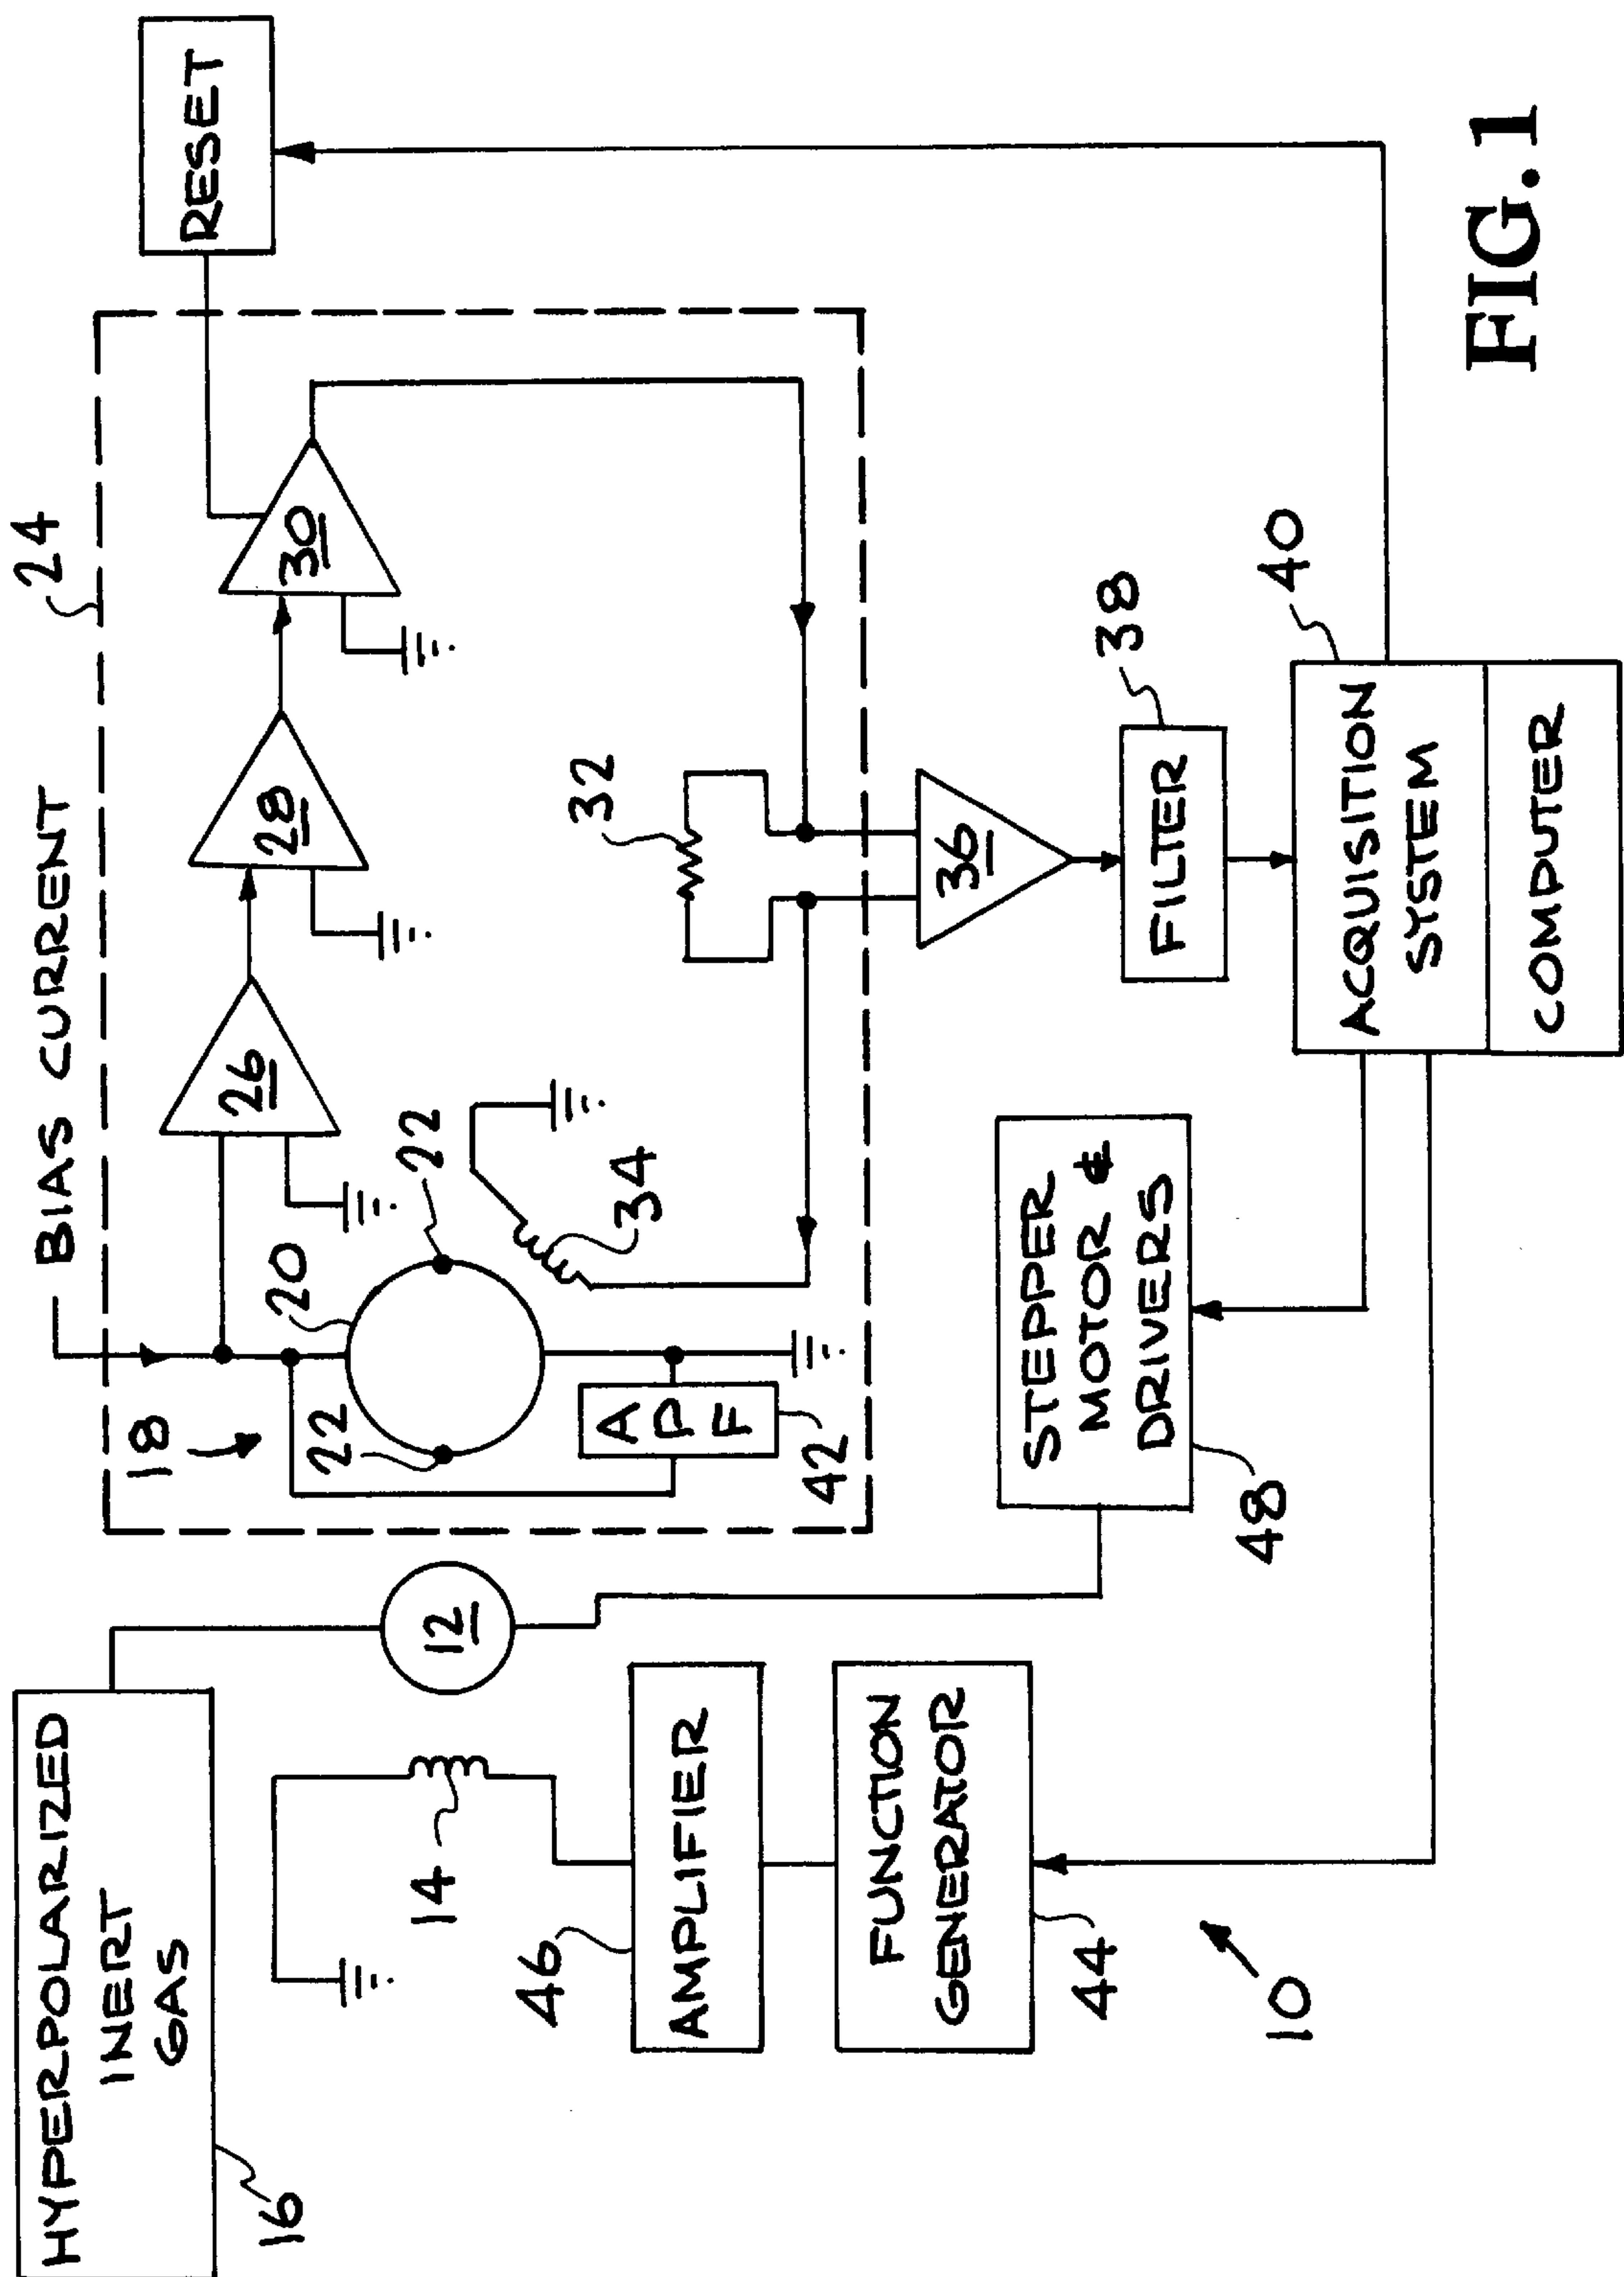 24
BIAS CURRENT
RESET
HYPERPOLARIZED
INERT
GAS
16
18
20
22
22
26
28
30
32
34
A
P
F
42
12
14
46
AMPLIFIER
36
38
FILTER
STEPPER
MOTOR &
DRIVERS
48
FUNCTION
GENERATOR
44
40
ACQUISITION
SYSTEM
COMPUTER
10
FIG. 1